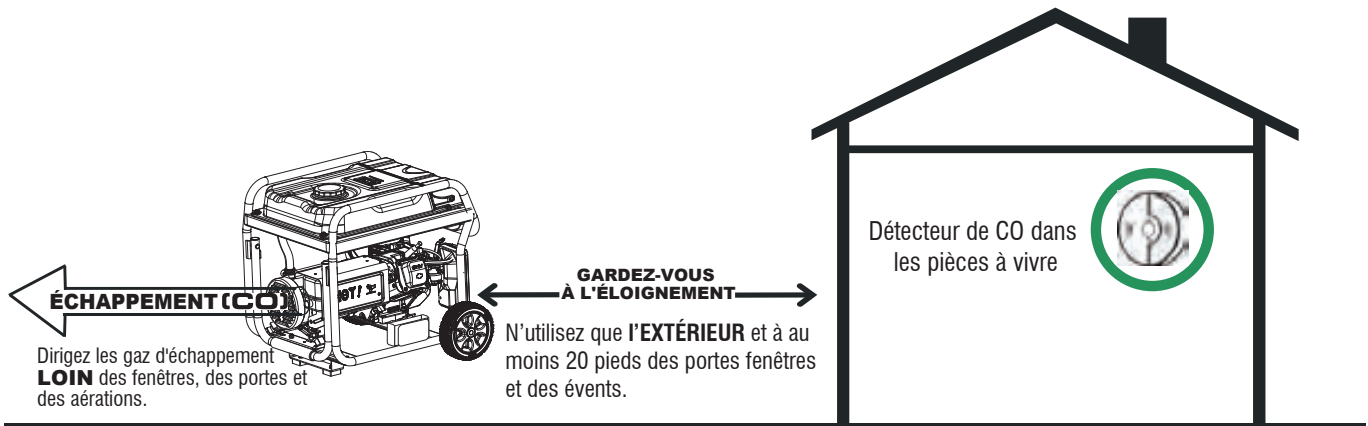 ÉCHAPPEMENT (CO)
Dirigez les gaz d'échappement
LOIN des fenêtres, des portes et
des aérations.
HOT!
GARDEZ-VOUS
À L'ÉLOIGNEMENT
N'utilisez que l'EXTÉRIEUR et à au
moins 20 pieds des portes fenêtres
et des évents.
Détecteur de CO dans
les pièces à vivre